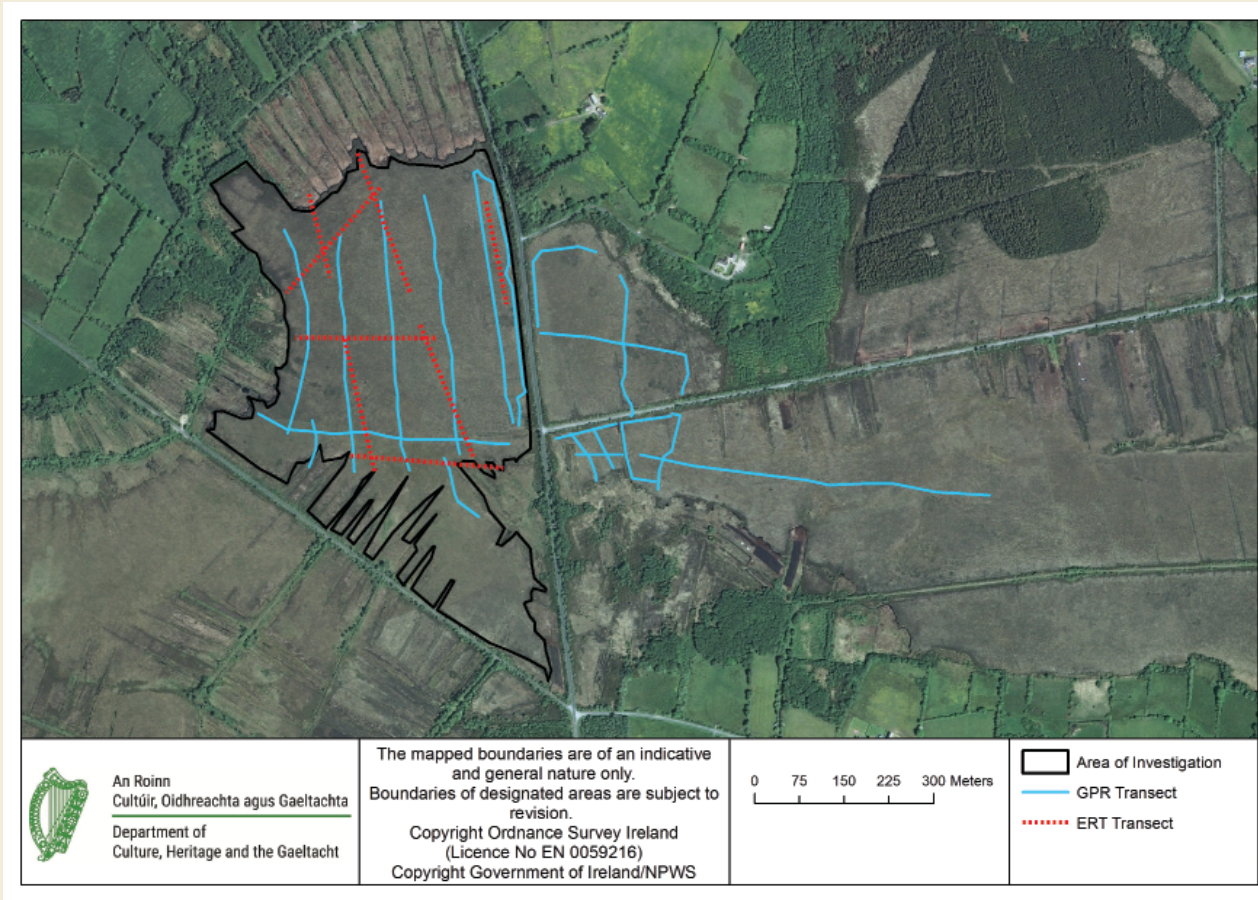 An Roinn
Cultúir, Oidhreachta agus Gaeltachta
Department of
Culture, Heritage and the Gaeltacht
The mapped boundaries are of an indicative
and general nature only.
Boundaries of designated areas are subject to
revision.
Copyright Ordnance Survey Ireland
(Licence No EN 0059216)
Copyright Government of Ireland/NPWS
0 75 150 225 300 Meters
Area of Investigation
GPR Transect
ERT Transect